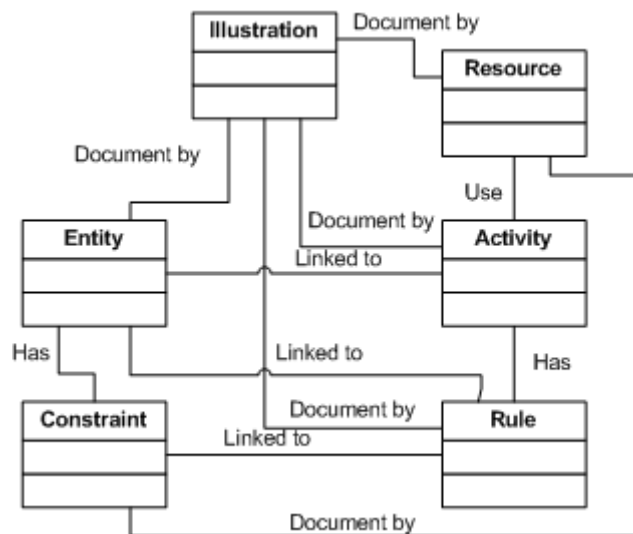 Illustration
Document by
Resource
Document by
Use
Document by
Entity
Activity
Linked to
Has
Linked to
Has
Document by
Constraint
Rule
Linked to
Document by